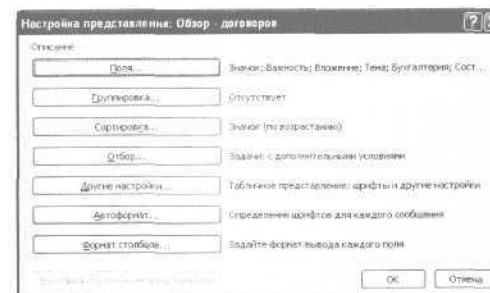 Настройка представления: Обзор - договоров
Описание
Поля... Значок; Важность; Вложение; Тема; Бухгалтерия; Сост...
Группировка... Отсутствует
Сортировка... Значок (по возрастанию)
Отбор... Задачи: с дополнительными условиями
Другие настройки... Табличное представление: шрифты и другие настройки
Автоформат... Определение шрифтов для каждого сообщения
Формат столбцов... Задайте формат вывода каждого поля
ОК Отмена